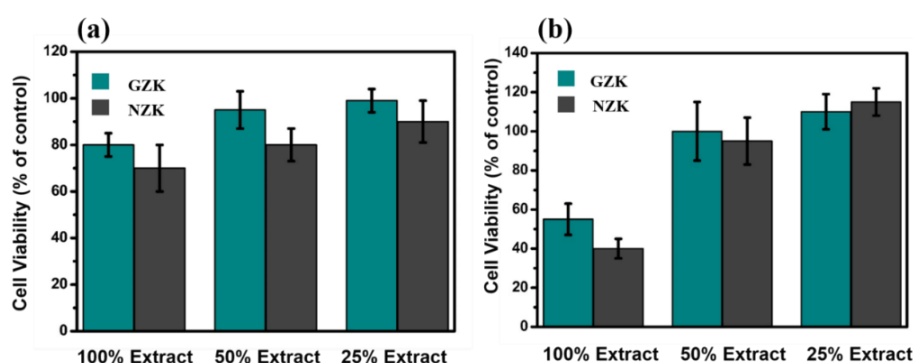 (a)
Cell Viability (% of control)
120
100
80
60
40
20
0
GZK
NZK
100% Extract 50% Extract 25% Extract
(b)
Cell Viability (% of control)
140
120
100
80
60
40
20
0
GZK
NZK
100% Extract 50% Extract 25% Extract